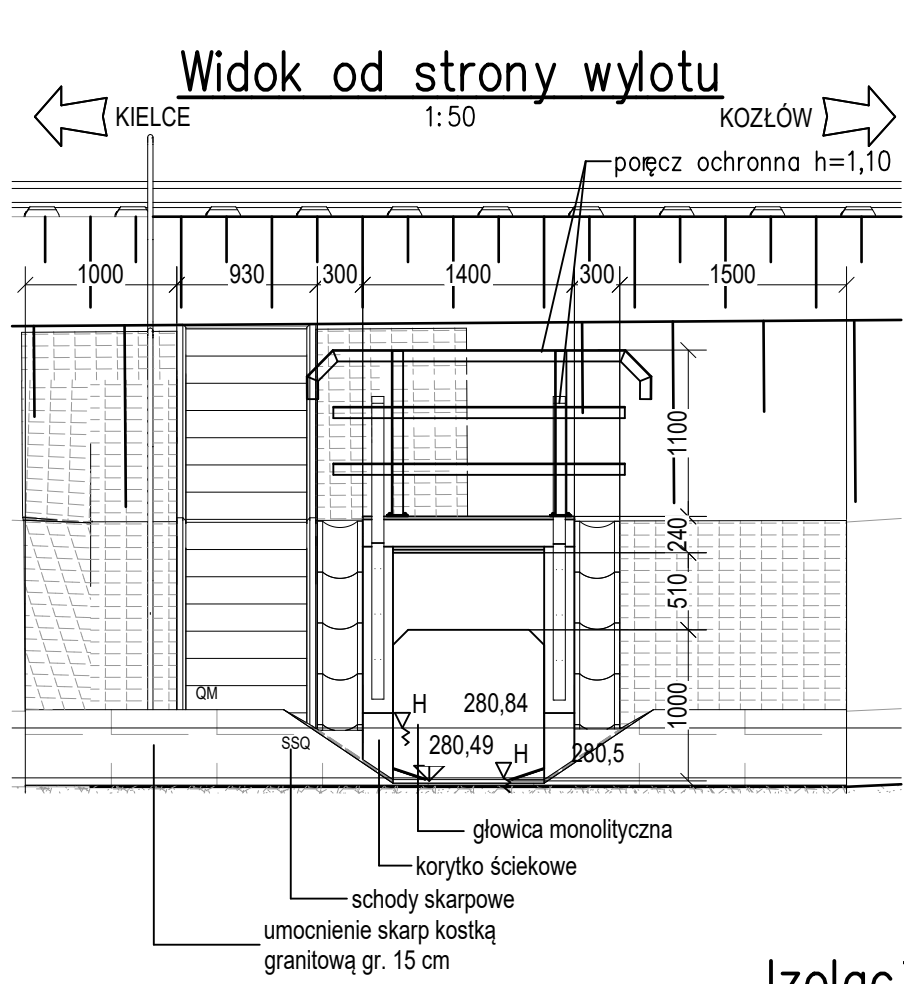 Widok od strony wylotu
KIELCE
1:50
KOZŁÓW
poręcz ochronna h=1,10
1000
930
300
1400
300
1500
1100
240
510
1000
QM
H
280,84
SSQ
280,49
H
280,5
głowica monolityczna
korytko ściekowe
schody skarpowe
umocnienie skarp kostką
granitową gr. 15 cm